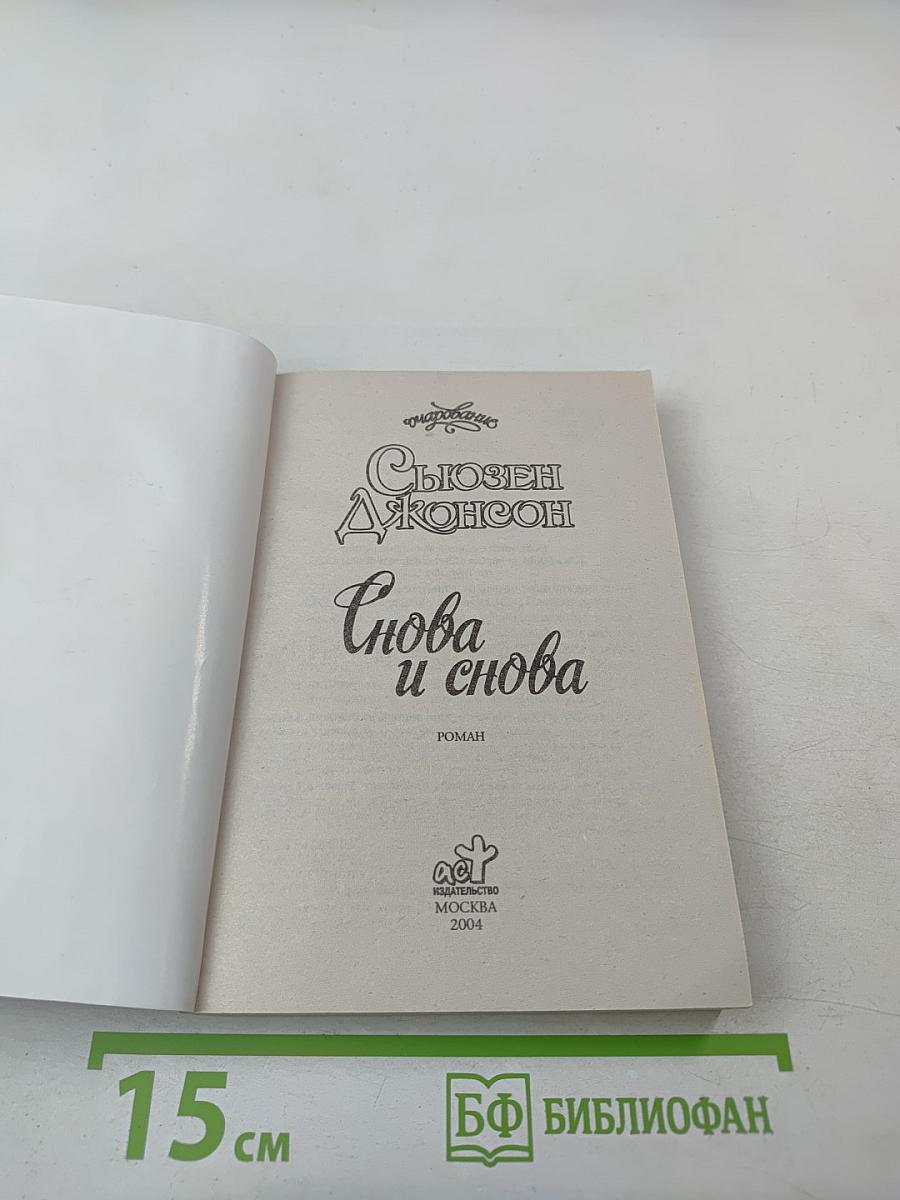 Очарование
Сьюзен
Джонсон
Снова
и снова
РОМАН
аст
ИЗДАТЕЛЬСТВО
МОСКВА
2004
15 см
БФ БИБЛИОФАН